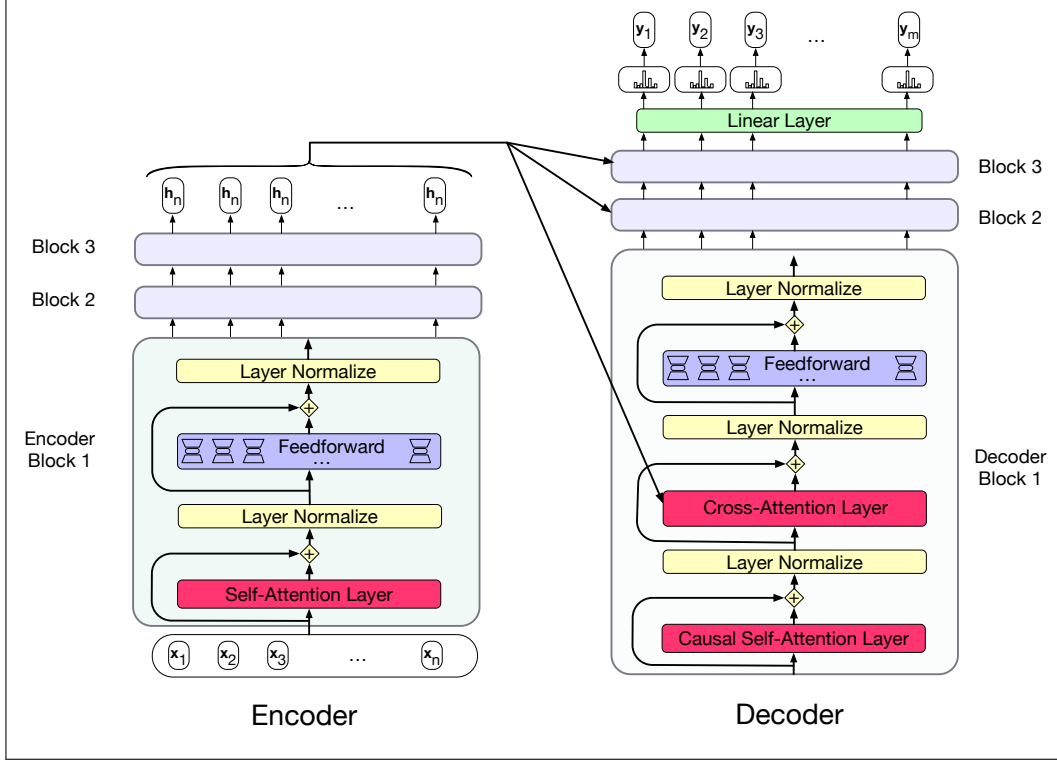 y1 y2 y3 ... ym
Linear Layer
Block 3
Block 2
hn hn hn ... hn
Block 3
Block 2
Encoder
Block 1
Layer Normalize
+
Feedforward
...
Layer Normalize
+
Self-Attention Layer
x1 x2 x3 ... xn
Encoder
Decoder
Block 1
Layer Normalize
+
Feedforward
...
Layer Normalize
+
Cross-Attention Layer
Layer Normalize
+
Causal Self-Attention Layer
Decoder